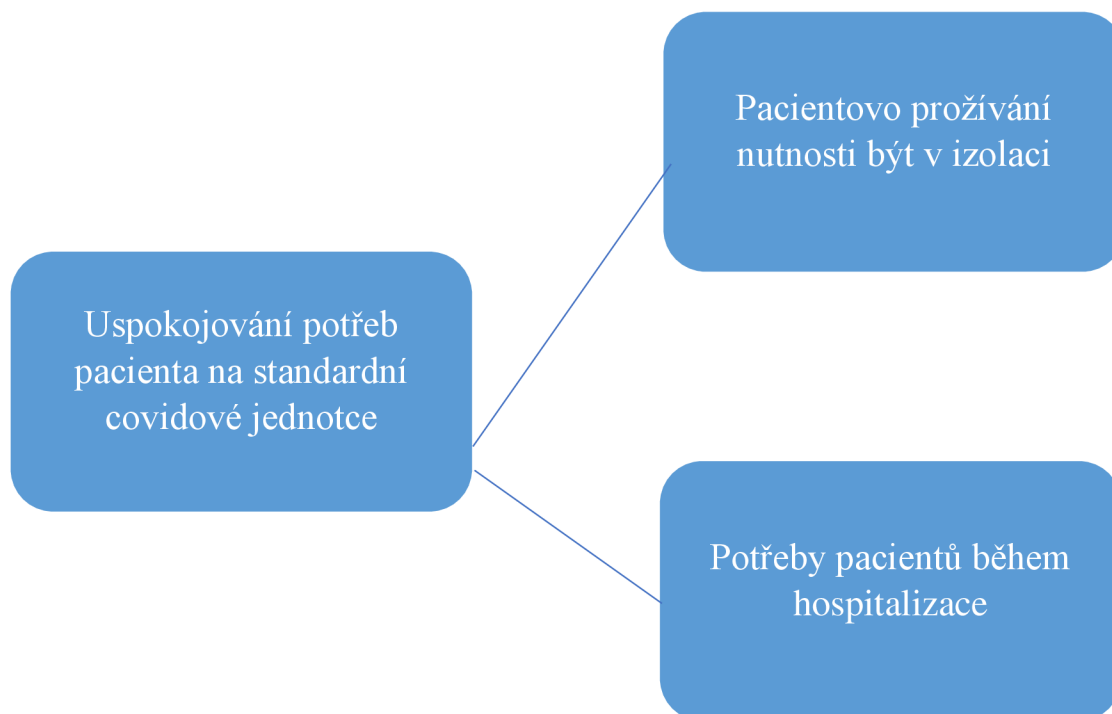 Pacientovo prožívání
nutnosti být v izolaci
Uspokojování potřeb
pacienta na standardní
covidové jednotce
Potřeby pacientů během
hospitalizace